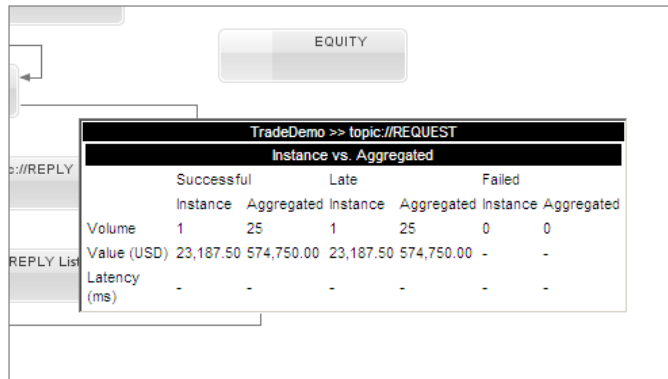 EQUITY
TradeDemo >> topic://REQUEST
Instance vs. Aggregated
Successful Late Failed
Instance Aggregated Instance Aggregated Instance Aggregated
Volume 1 25 1 25 0 0
Value (USD) 23,187.50 574,750.00 23,187.50 574,750.00 - -
Latency
(ms) - - - - - -
c://REPLY
REPLY List